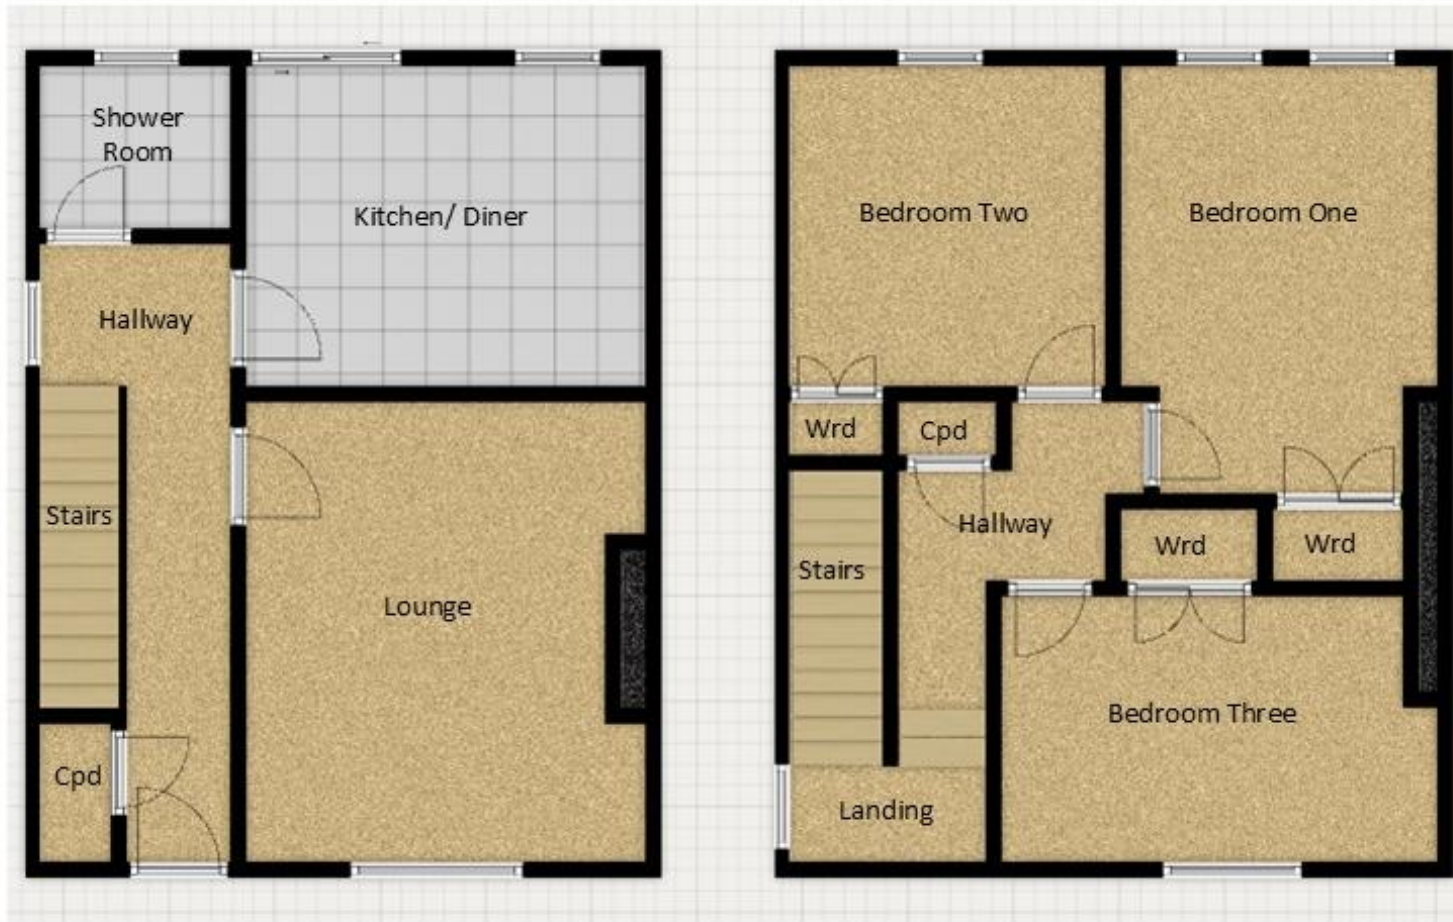 Shower
Room
Kitchen/ Diner
Hallway
Stairs
Lounge
Cpd
Bedroom Two
Bedroom One
Wrd
Cpd
Hallway
Wrd
Wrd
Stairs
Bedroom Three
Landing